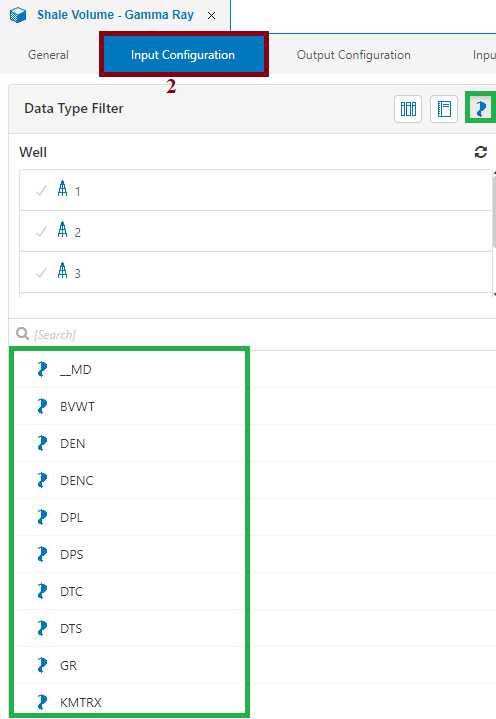 Shale Volume - Gamma Ray
General Input Configuration Output Configuration Inpu
2
Data Type Filter
Well
1
2
3
[Search]
__MD
BVWT
DEN
DENC
DPL
DPS
DTC
DTS
GR
KMTRX